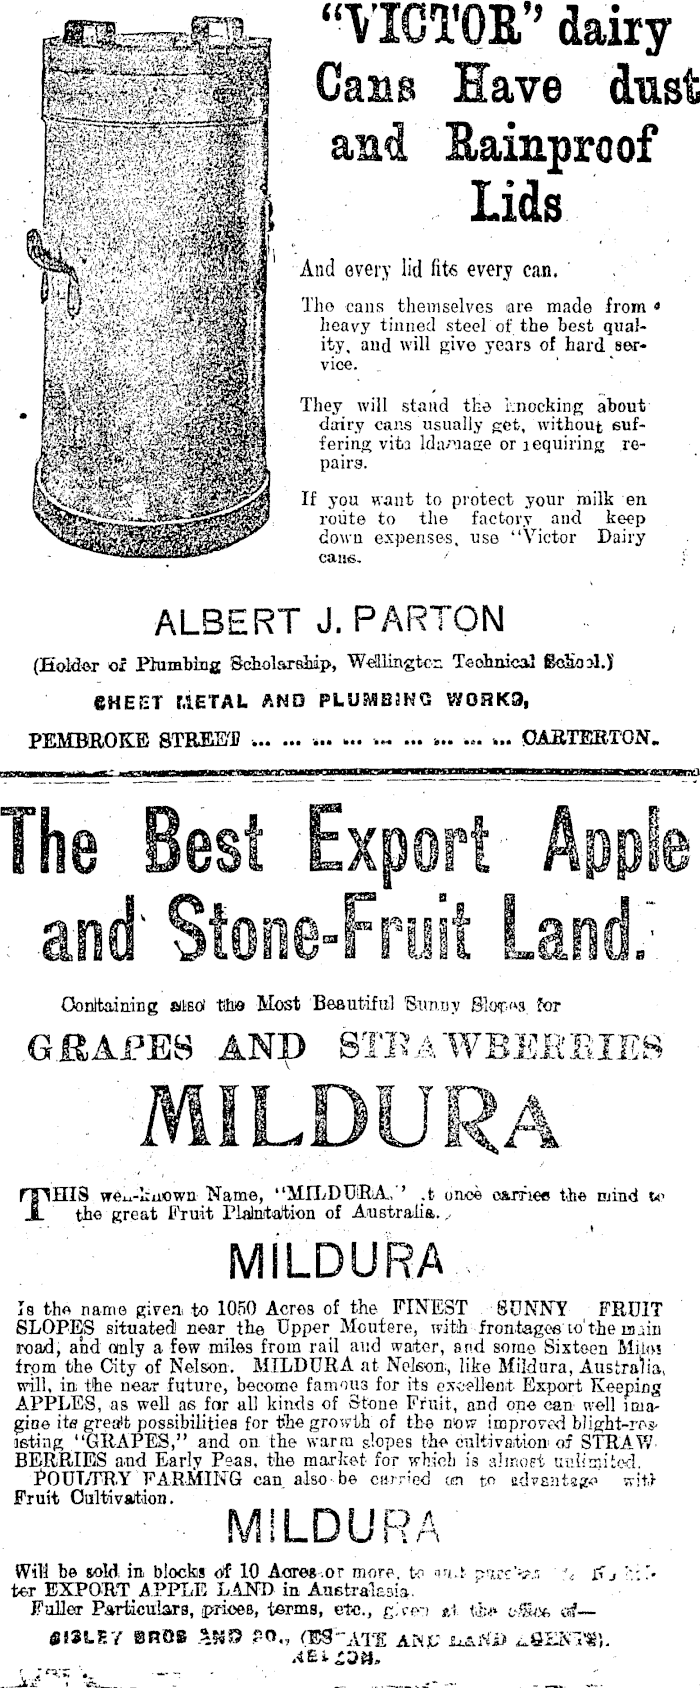 "VICTOR" dairy
Cans Have dust
and Rainproof
Lids
And every lid fits every can.
The cans themselves are made from
heavy tinned steel of the best qual-
ity, and will give years of hard ser-
vice.
They will stand the knocking about
dairy cans usually get, without suf-
fering vita ldamage or requiring re-
pairs.
If you want to protect your milk en
route to the factory and keep
down expenses, use "Victor Dairy
cans.
ALBERT J. PARTON
(Holder of Plumbing Scholarship, Wellington Technical School.)
SHEET METAL AND PLUMBING WORKS,
PEMBROKE STREET ... ... ... ... ... ... ... ... ... CARTERTON.
The Best Export Apple
and Stone-Fruit Land.
Containing also the Most Beautiful Sunny Slopes for
GRAPES AND STRAWBERRIES
MILDURA
THIS well-known Name, "MILDURA," at once carries the mind to
the great Fruit Plantation of Australia.
MILDURA
Is the name given to 1050 Acres of the FINEST SUNNY FRUIT
SLOPES situated near the Upper Moutere, with frontages to the main
road, and only a few miles from rail and water, and some Sixteen Miles
from the City of Nelson. MILDURA at Nelson, like Mildura, Australia,
will, in the near future, become famous for its excellent Export Keeping
APPLES, as well as for all kinds of Stone Fruit, and one can well ima-
gine its great possibilities for the growth of the now improved blight-res-
isting "GRAPES," and on the warm slopes the cultivation of STRAW-
BERRIES and Early Peas, the market for which is almost unlimited.
POULTRY FARMING can also be carried on to advantage with
Fruit Cultivation.
MILDURA
Will be sold in blocks of 10 Acres or more, to
ter EXPORT APPLE LAND in Australasia.
Fuller Particulars, prices, terms, etc., given at the office of—
SISLEY BROS AND CO., (ESTATE AND LAND AGENTS).
NELSON.